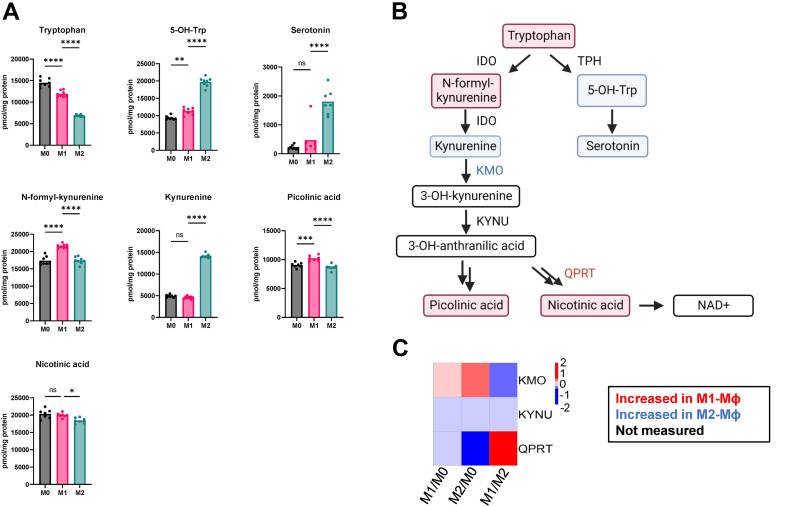 A
Tryptophan
****
****
pmol/mg protein
20000
15000
10000
5000
0
M0 M1 M2
5-OH-Trp
****
**
pmol/mg protein
25000
20000
15000
10000
5000
0
M0 M1 M2
Serotonin
****
ns
pmol/mg protein
3000
2000
1000
0
M0 M1 M2
N-formyl-kynurenine
****
****
pmol/mg protein
25000
20000
15000
10000
5000
0
M0 M1 M2
Kynurenine
****
ns
pmol/mg protein
20000
15000
10000
5000
0
M0 M1 M2
Picolinic acid
****
***
pmol/mg protein
15000
10000
5000
0
M0 M1 M2
Nicotinic acid
ns *
pmol/mg protein
25000
20000
15000
10000
5000
0
M0 M1 M2
B
Tryptophan
IDO TPH
N-formyl-
kynurenine
5-OH-Trp
IDO
Kynurenine
Serotonin
KMO
3-OH-kynurenine
KYNU
3-OH-anthranilic acid
QPRT
Picolinic acid
Nicotinic acid
NAD+
C
KMO
KYNU
QPRT
2
1
0
-1
-2
M1/M0
M2/M0
M1/M2
Increased in M1-Mϕ
Increased in M2-Mϕ
Not measured